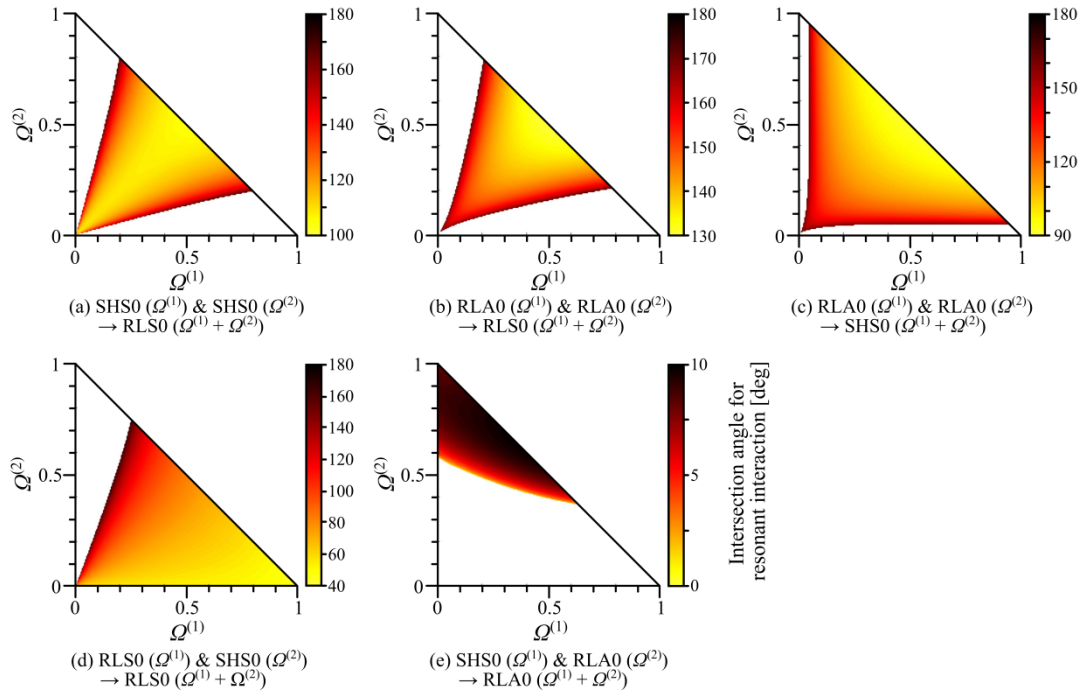 1
Ω⁽²⁾
0.5
0
0 0.5 1
Ω⁽¹⁾
180
160
140
120
100
(a) SHS0 (Ω⁽¹⁾) & SHS0 (Ω⁽²⁾)
→ RLS0 (Ω⁽¹⁾ + Ω⁽²⁾)
1
Ω⁽²⁾
0.5
0
0 0.5 1
Ω⁽¹⁾
180
170
160
150
140
130
(b) RLA0 (Ω⁽¹⁾) & RLA0 (Ω⁽²⁾)
→ RLS0 (Ω⁽¹⁾ + Ω⁽²⁾)
1
Ω⁽²⁾
0.5
0
0 0.5 1
Ω⁽¹⁾
180
150
120
90
(c) RLA0 (Ω⁽¹⁾) & RLA0 (Ω⁽²⁾)
→ SHS0 (Ω⁽¹⁾ + Ω⁽²⁾)
1
Ω⁽²⁾
0.5
0
0 0.5 1
Ω⁽¹⁾
180
160
140
120
100
80
60
40
(d) RLS0 (Ω⁽¹⁾) & SHS0 (Ω⁽²⁾)
→ RLS0 (Ω⁽¹⁾ + Ω⁽²⁾)
1
Ω⁽²⁾
0.5
0
0 0.5 1
Ω⁽¹⁾
10
5
0
(e) SHS0 (Ω⁽¹⁾) & RLA0 (Ω⁽²⁾)
→ RLA0 (Ω⁽¹⁾ + Ω⁽²⁾)
Intersection angle for
resonant interaction [deg]